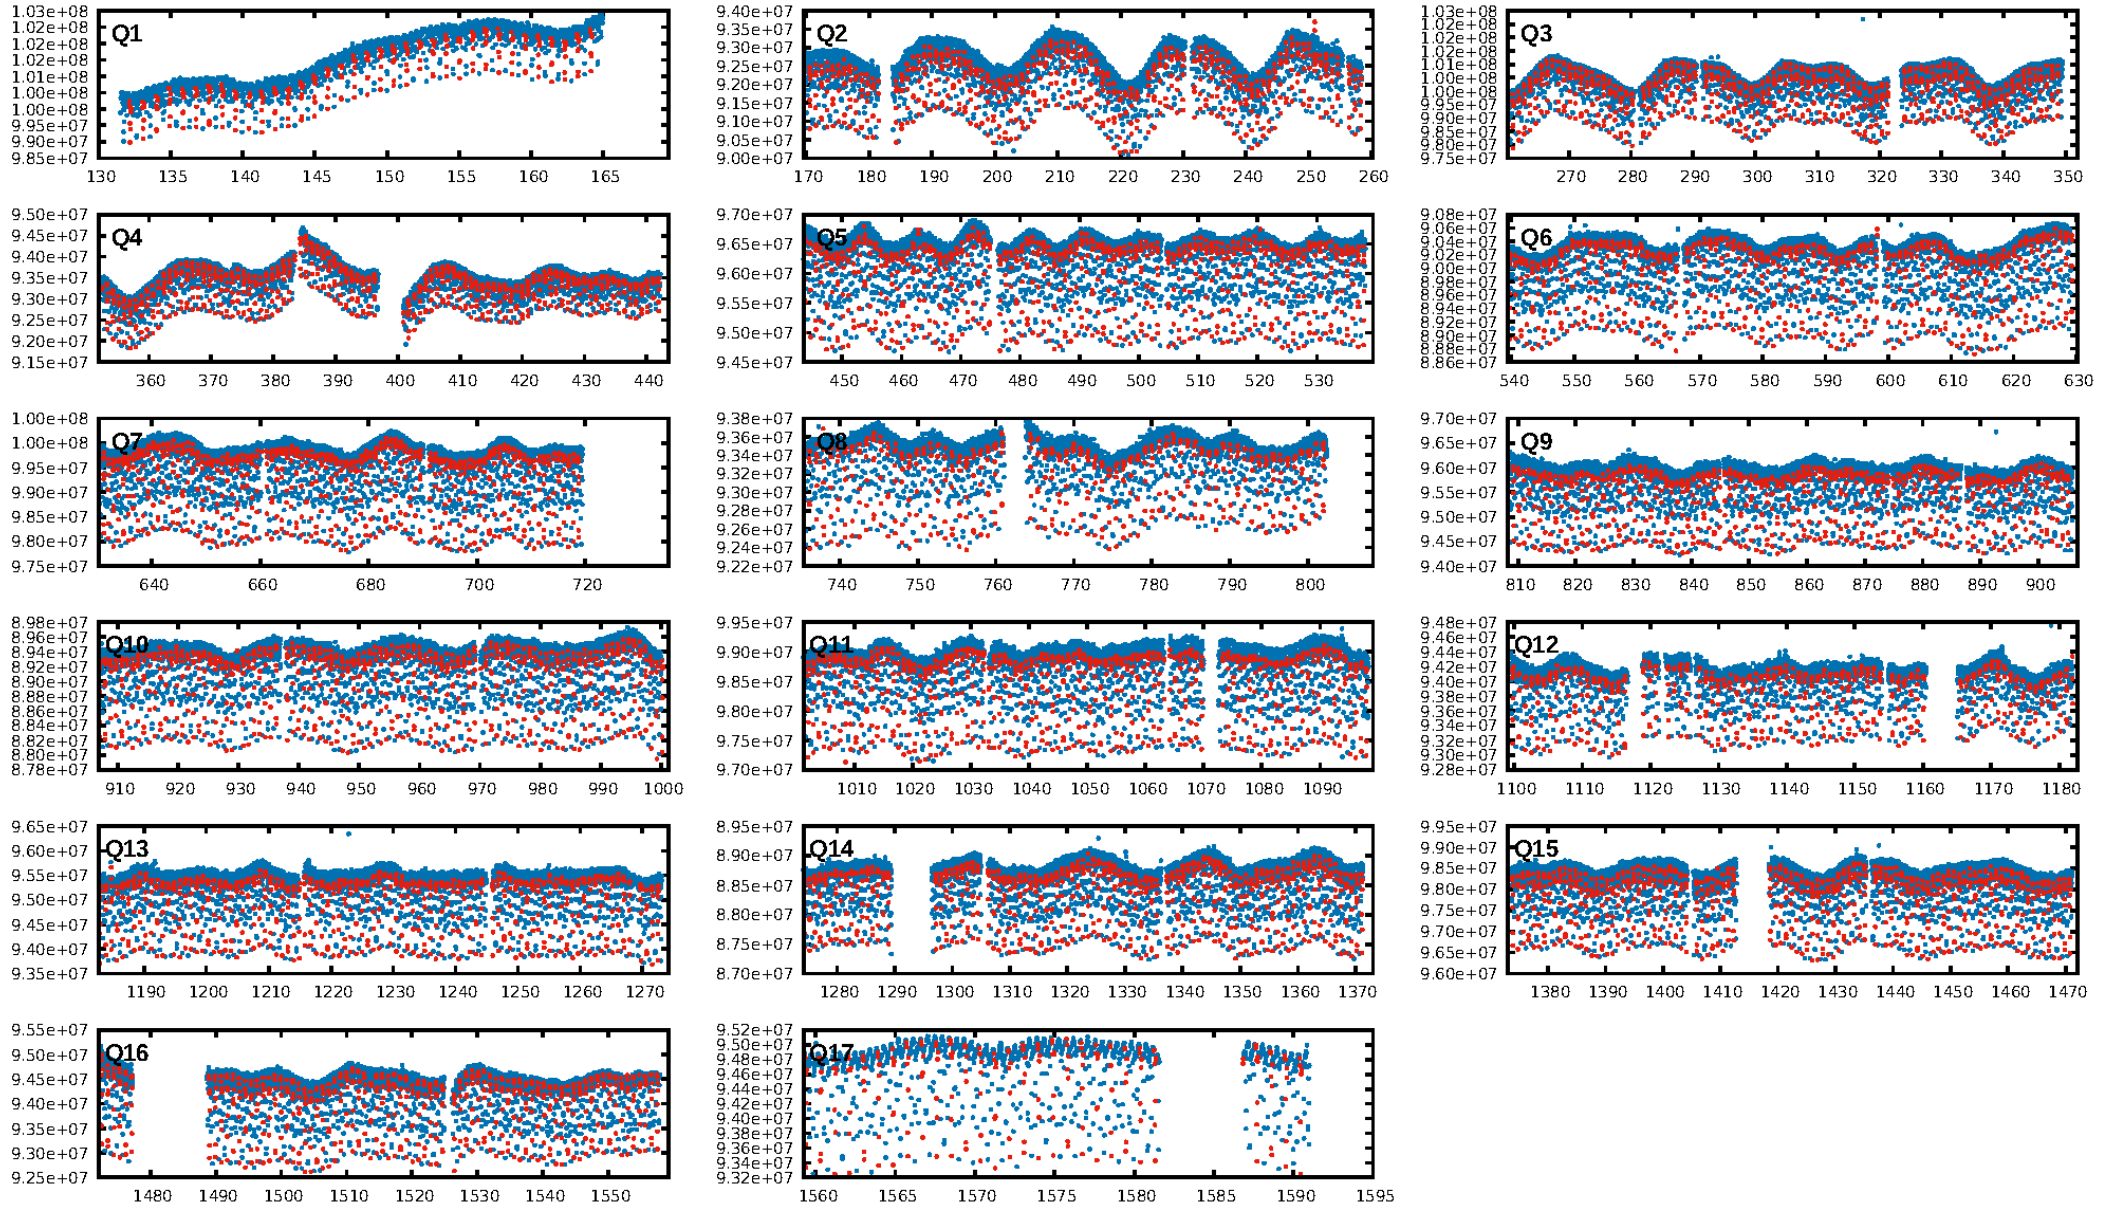 Q1
1.03e+08
1.02e+08
1.02e+08
1.02e+08
1.01e+08
1.00e+08
1.00e+08
9.95e+07
9.90e+07
9.85e+07
130 135 140 145 150 155 160 165
Q2
9.40e+07
9.35e+07
9.30e+07
9.25e+07
9.20e+07
9.15e+07
9.10e+07
9.05e+07
9.00e+07
170 180 190 200 210 220 230 240 250 260
Q3
1.03e+08
1.02e+08
1.02e+08
1.02e+08
1.01e+08
1.00e+08
1.00e+08
9.95e+07
9.90e+07
9.85e+07
9.80e+07
9.75e+07
270 280 290 300 310 320 330 340 350
Q4
9.50e+07
9.45e+07
9.40e+07
9.35e+07
9.30e+07
9.25e+07
9.20e+07
9.15e+07
360 370 380 390 400 410 420 430 440
Q5
9.70e+07
9.65e+07
9.60e+07
9.55e+07
9.50e+07
9.45e+07
450 460 470 480 490 500 510 520 530
Q6
9.08e+07
9.06e+07
9.04e+07
9.02e+07
9.00e+07
8.98e+07
8.96e+07
8.94e+07
8.92e+07
8.90e+07
8.88e+07
8.86e+07
540 550 560 570 580 590 600 610 620 630
Q7
1.00e+08
1.00e+08
9.95e+07
9.90e+07
9.85e+07
9.80e+07
9.75e+07
640 660 680 700 720
Q8
9.38e+07
9.36e+07
9.34e+07
9.32e+07
9.30e+07
9.28e+07
9.26e+07
9.24e+07
9.22e+07
740 750 760 770 780 790 800
Q9
9.70e+07
9.65e+07
9.60e+07
9.55e+07
9.50e+07
9.45e+07
9.40e+07
810 820 830 840 850 860 870 880 890 900
Q10
8.98e+07
8.96e+07
8.94e+07
8.92e+07
8.90e+07
8.88e+07
8.86e+07
8.84e+07
8.82e+07
8.80e+07
8.78e+07
910 920 930 940 950 960 970 980 990 1000
Q11
9.95e+07
9.90e+07
9.85e+07
9.80e+07
9.75e+07
9.70e+07
1010 1020 1030 1040 1050 1060 1070 1080 1090
Q12
9.48e+07
9.46e+07
9.44e+07
9.42e+07
9.40e+07
9.38e+07
9.36e+07
9.34e+07
9.32e+07
9.30e+07
9.28e+07
1100 1110 1120 1130 1140 1150 1160 1170 1180
Q13
9.65e+07
9.60e+07
9.55e+07
9.50e+07
9.45e+07
9.40e+07
9.35e+07
1190 1200 1210 1220 1230 1240 1250 1260 1270
Q14
8.95e+07
8.90e+07
8.85e+07
8.80e+07
8.75e+07
8.70e+07
1280 1290 1300 1310 1320 1330 1340 1350 1360 1370
Q15
9.95e+07
9.90e+07
9.85e+07
9.80e+07
9.75e+07
9.70e+07
9.65e+07
9.60e+07
1380 1390 1400 1410 1420 1430 1440 1450 1460 1470
Q16
9.55e+07
9.50e+07
9.45e+07
9.40e+07
9.35e+07
9.30e+07
9.25e+07
1480 1490 1500 1510 1520 1530 1540 1550
Q17
9.52e+07
9.50e+07
9.48e+07
9.46e+07
9.44e+07
9.42e+07
9.40e+07
9.38e+07
9.36e+07
9.34e+07
9.32e+07
1560 1565 1570 1575 1580 1585 1590 1595